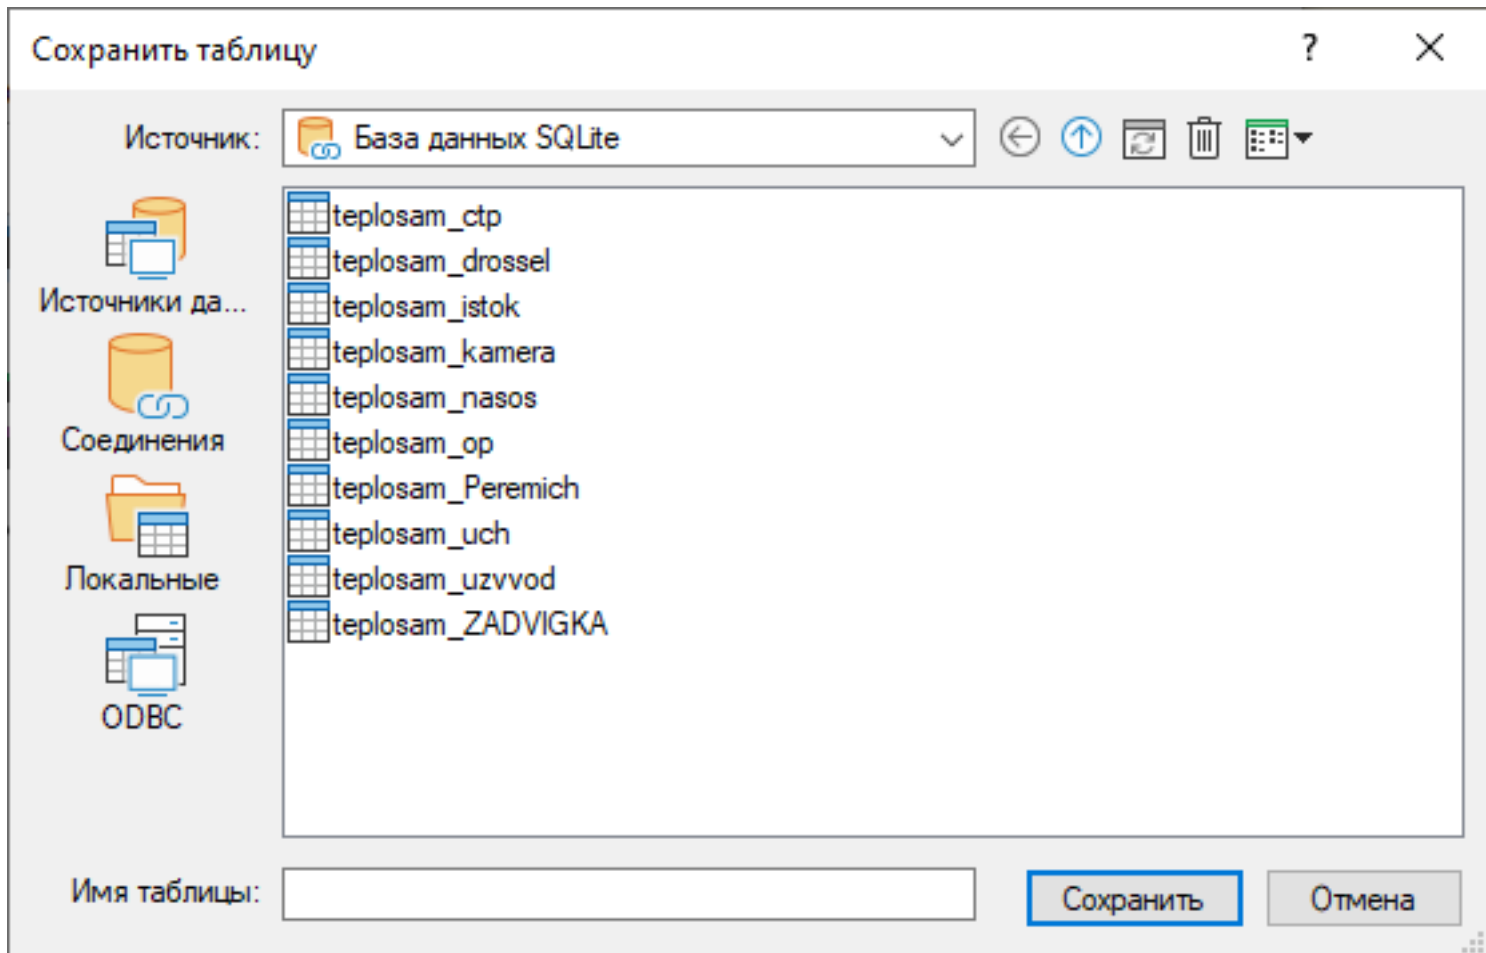 Сохранить таблицу
?
Источник:
База данных SQLite
Источники да...
Соединения
Локальные
ODBC
teplosam_ctp
teplosam_drossel
teplosam_istok
teplosam_kamera
teplosam_nasos
teplosam_op
teplosam_Peremich
teplosam_uch
teplosam_uzvvod
teplosam_ZADVIGKA
Имя таблицы:
Сохранить
Отмена